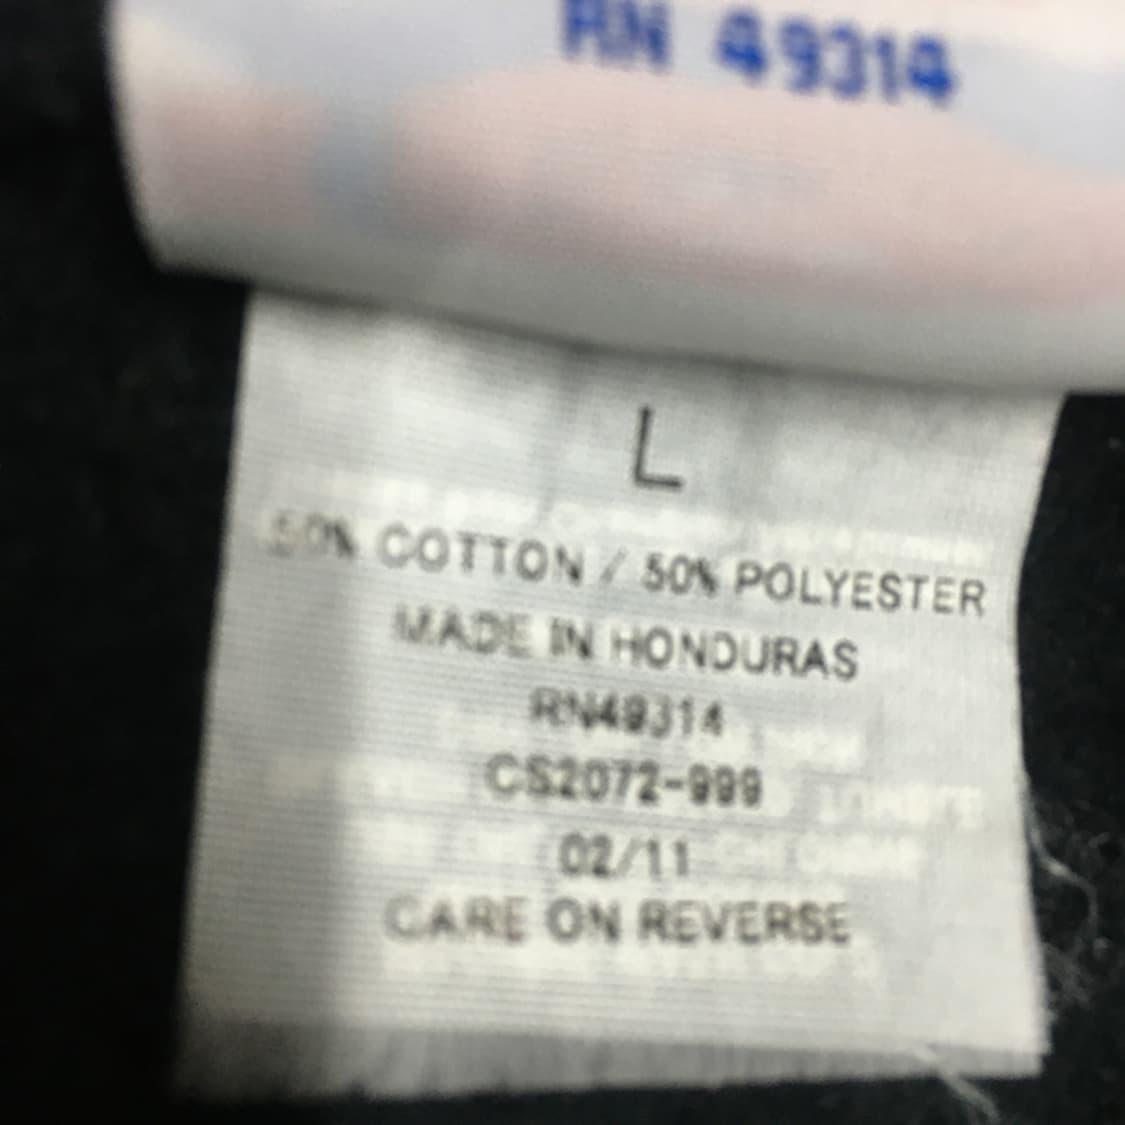 RN 49314
L
50% COTTON / 50% POLYESTER
MADE IN HONDURAS
RN49314
CS2072-999
02/11
CARE ON REVERSE